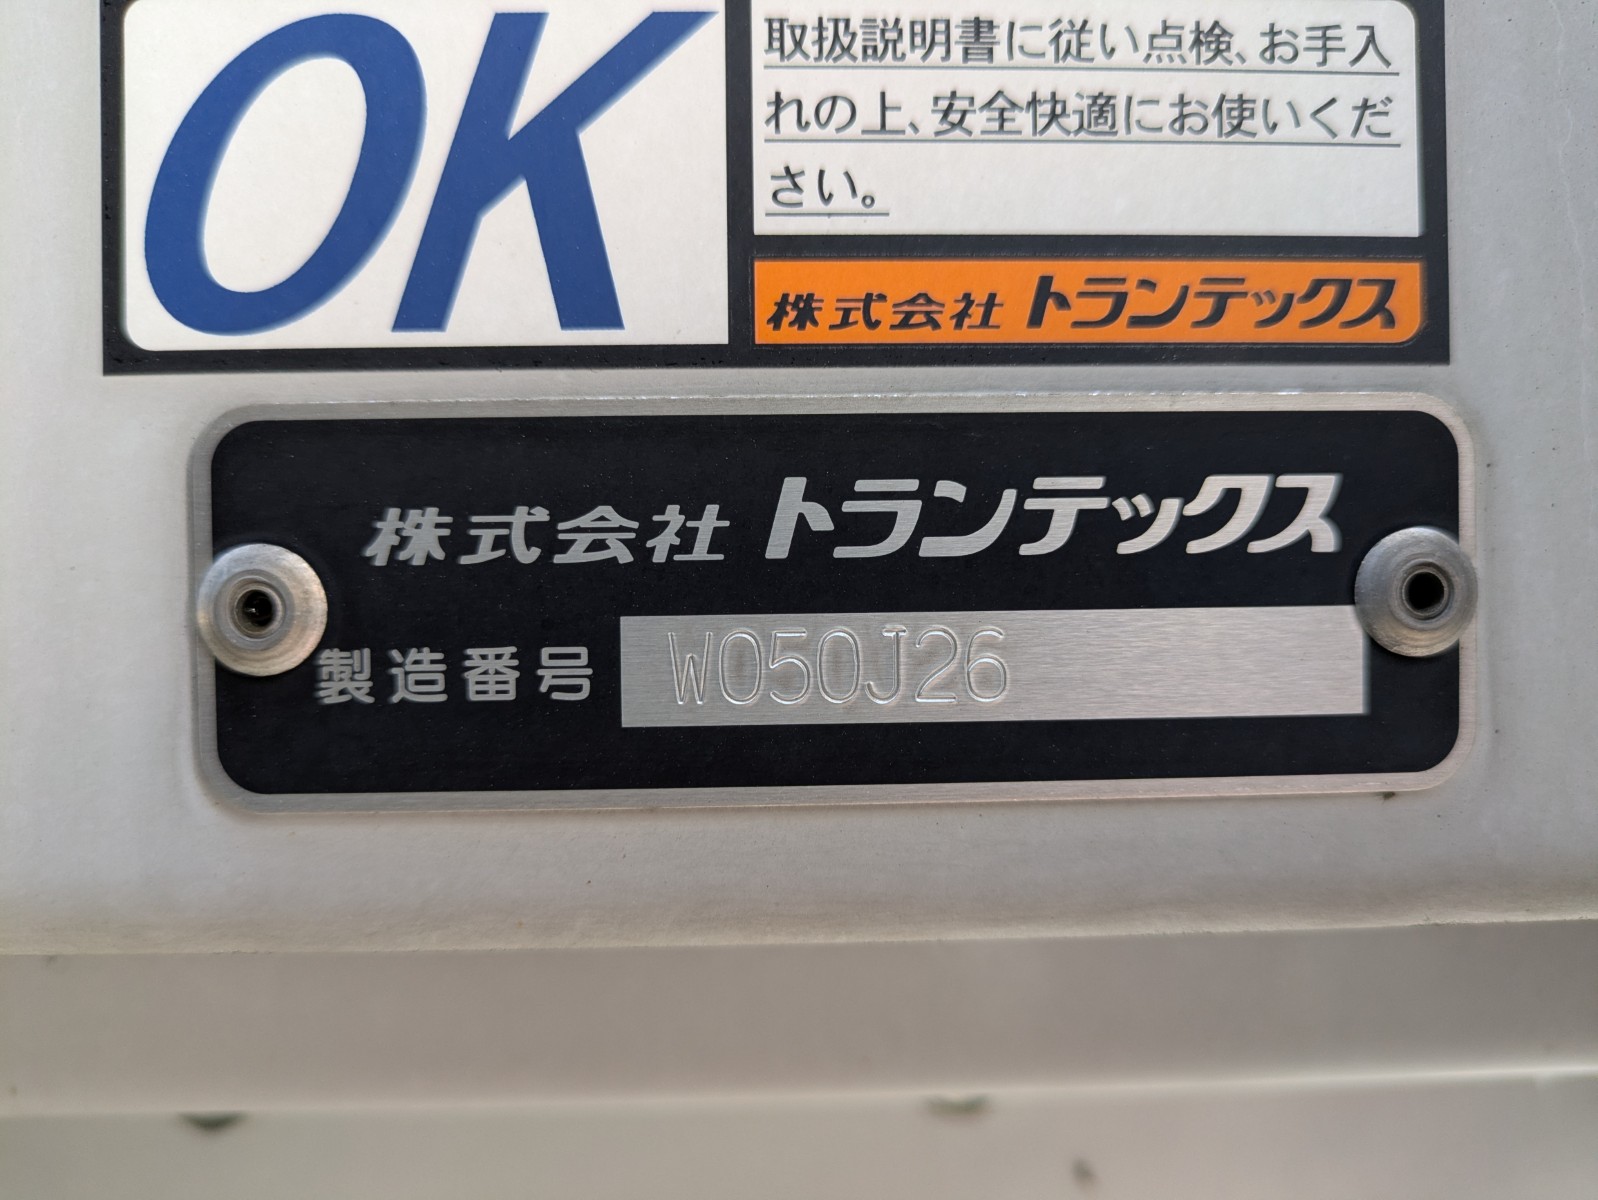 OK
取扱説明書に従い点検、お手入
れの上、安全快適にお使いくだ
さい。
株式会社 トランテックス
株式会社 トランテックス
製造番号 W050J26